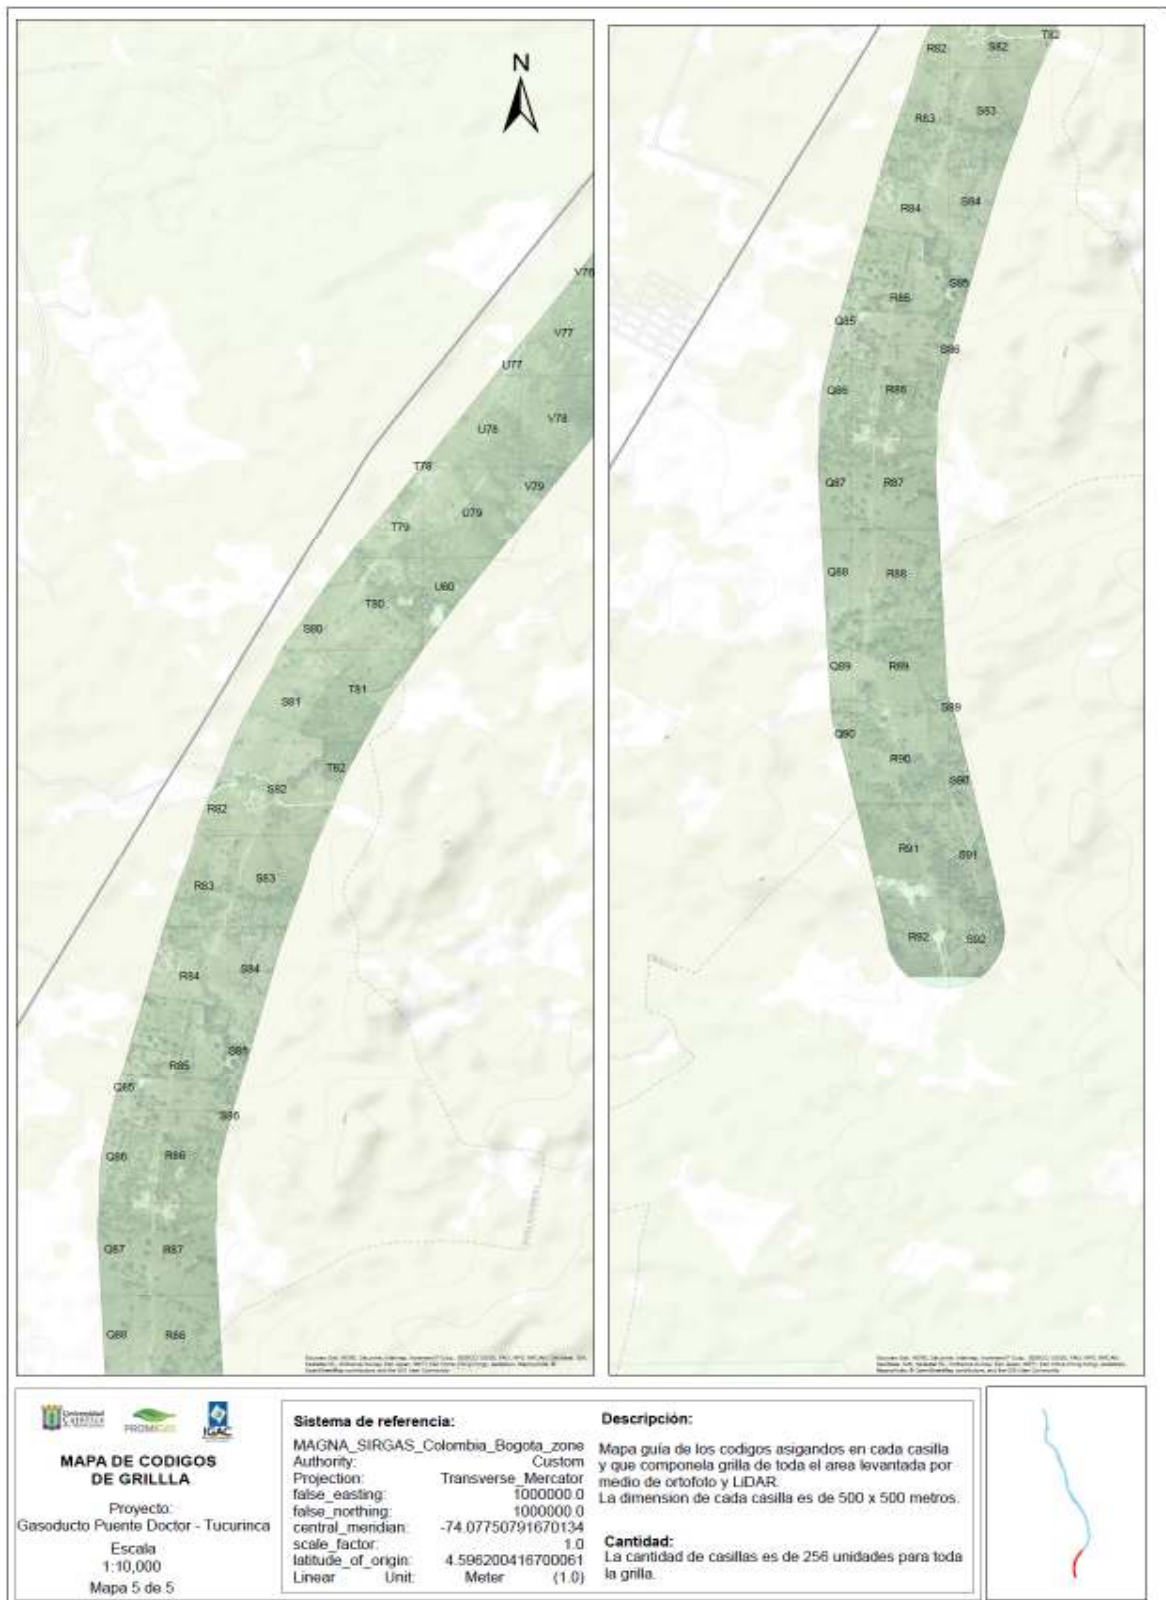 N
V76
V77
U77
V78
U78
T78
V79
U79
T79
U80
T80
S80
T81
S81
T82
S82
R82
S83
R83
S84
R84
S85
R85
Q85
S86
Q86
R86
Q87
R87
Q88
R88
T82
R82
S82
S83
R83
S84
R84
S85
R85
Q85
S86
Q86
R86
Q87
R87
Q88
R88
Q89
R89
S89
Q90
R90
S90
R91
S91
R92
S92
Universidad
Católica
PROMIGAS
IGAC
MAPA DE CODIGOS
DE GRILLLA
Proyecto:
Gasoducto Puente Doctor - Tucurinca
Escala
1:10,000
Mapa 5 de 5
Sistema de referencia:
MAGNA_SIRGAS_Colombia_Bogota_zone
Authority: Custom
Projection: Transverse_Mercator
false_easting: 1000000.0
false_northing: 1000000.0
central_meridian: -74.07750791670134
scale_factor: 1.0
latitude_of_origin: 4.596200416700061
Linear Unit: Meter (1.0)
Descripción:
Mapa guía de los codigos asigandos en cada casilla
y que componela grilla de toda el area levantada por
medio de ortofoto y LiDAR.
La dimension de cada casilla es de 500 x 500 metros.
Cantidad:
La cantidad de casillas es de 256 unidades para toda
la grilla.